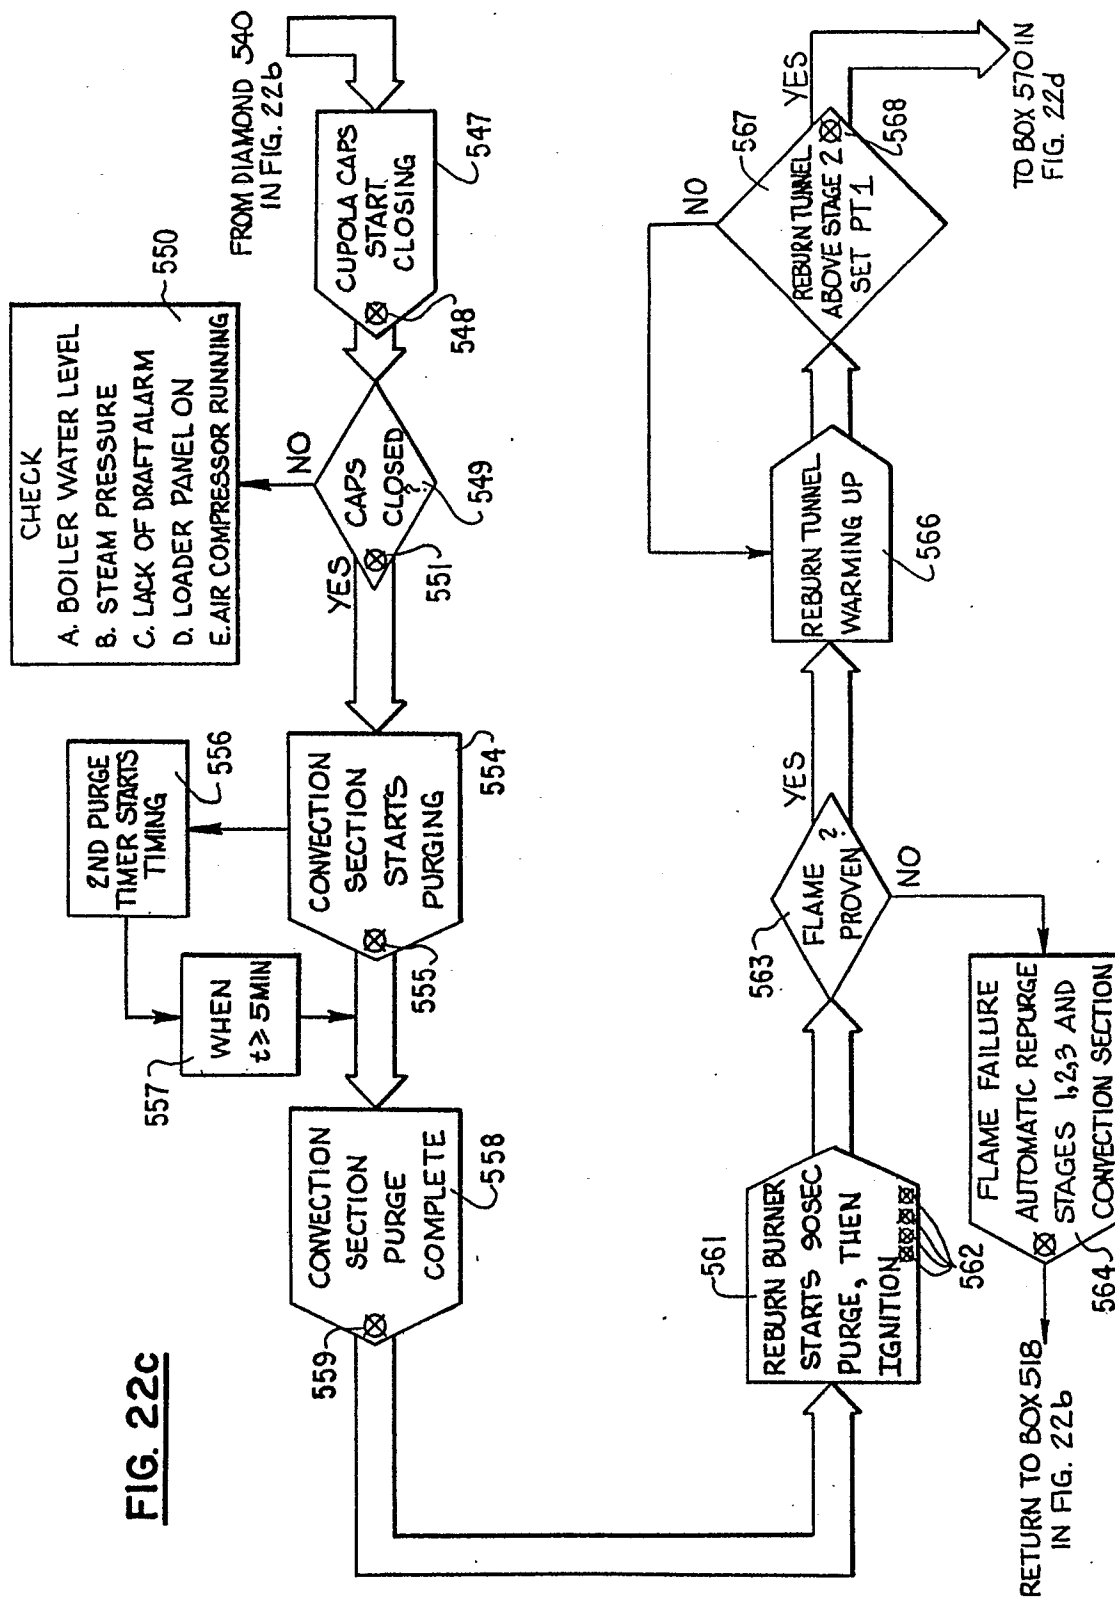 FROM DIAMOND 540
IN FIG. 22b
CUPOLA CAPS
START
CLOSING
547
548
CAPS
CLOSED
?
549
551
NO
YES
CHECK
A. BOILER WATER LEVEL
B. STEAM PRESSURE
C. LACK OF DRAFT ALARM
D. LOADER PANEL ON
E. AIR COMPRESSOR RUNNING
550
CONVECTION
SECTION
STARTS
PURGING
554
555
2ND PURGE
TIMER STARTS
TIMING
556
WHEN
t ≥ 5MIN
557
CONVECTION
SECTION
PURGE
COMPLETE
558
559
FIG. 22c
REBURN BURNER
STARTS 90SEC
PURGE, THEN
IGNITION
561
562
FLAME
PROVEN ?
563
YES
NO
FLAME FAILURE
AUTOMATIC REPURGE
STAGES 1,2,3 AND
CONVECTION SECTION
564
RETURN TO BOX 518
IN FIG. 22b
REBURN TUNNEL
WARMING UP
566
REBURN TUNNEL
ABOVE STAGE 2
SET PT1
567
568
NO
YES
TO BOX 570 IN
FIG. 22d